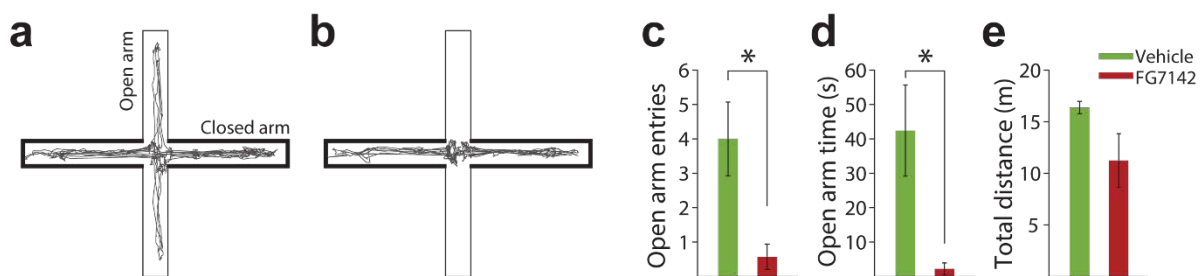 a
Open arm
Closed arm
b
c
Open arm entries
6
5
4
3
2
1
*
d
Open arm time (s)
60
50
40
30
20
10
*
e
Total distance (m)
20
15
10
5
Vehicle
FG7142